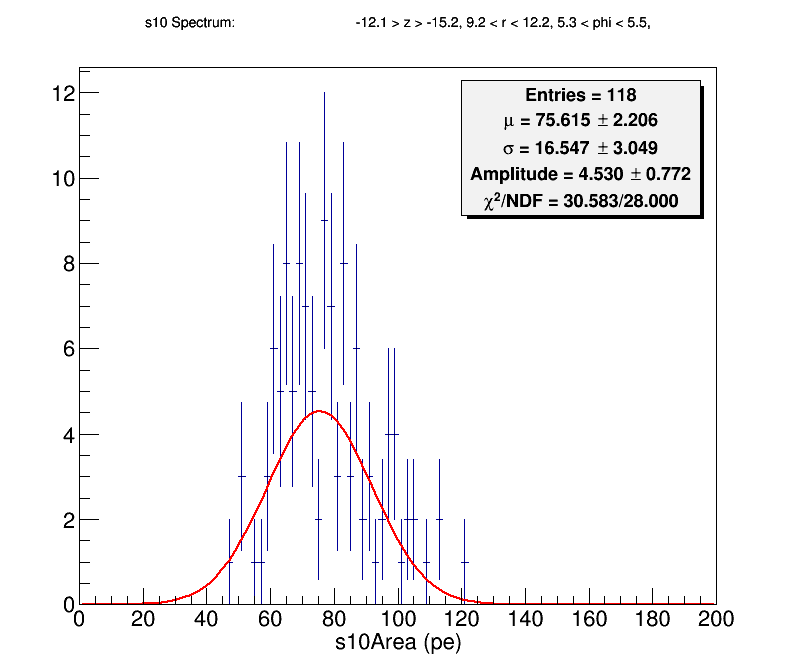 s10 Spectrum: -12.1 > z > -15.2, 9.2 < r < 12.2, 5.3 < phi < 5.5,
Entries = 118
μ = 75.615 ± 2.206
σ = 16.547 ± 3.049
Amplitude = 4.530 ± 0.772
χ²/NDF = 30.583/28.000
12
10
8
6
4
2
0
0 20 40 60 80 100 120 140 160 180 200
s10Area (pe)